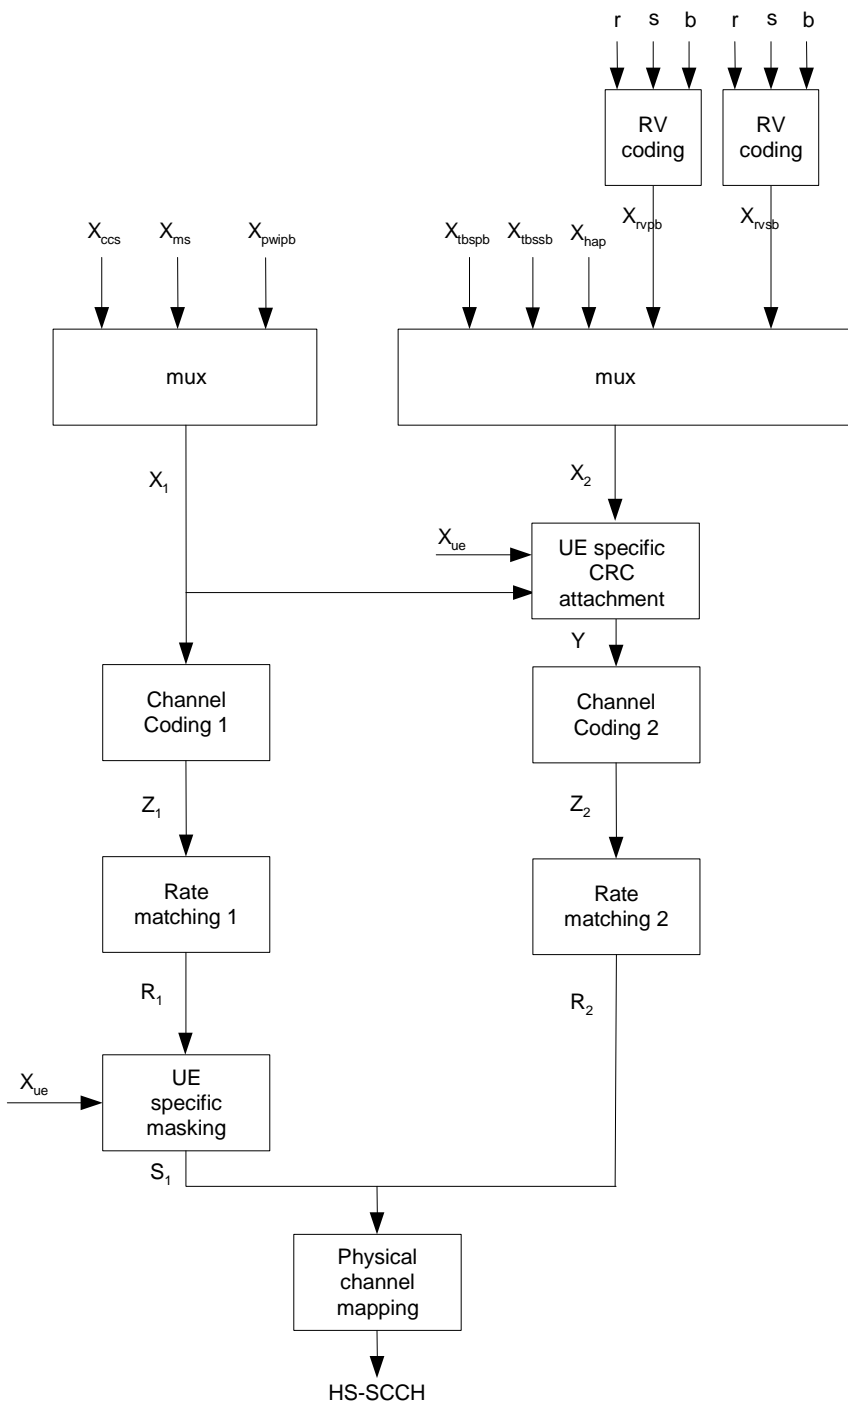 r s b r s b
RV
coding
RV
coding
Xccs Xms Xpwipb
Xtbspb Xtbssb Xhap Xrvpb Xrvsb
mux
mux
X1
X2
Xue
UE specific
CRC
attachment
Y
Channel
Coding 1
Channel
Coding 2
Z1
Z2
Rate
matching 1
Rate
matching 2
R1
R2
Xue
UE
specific
masking
S1
Physical
channel
mapping
HS-SCCH